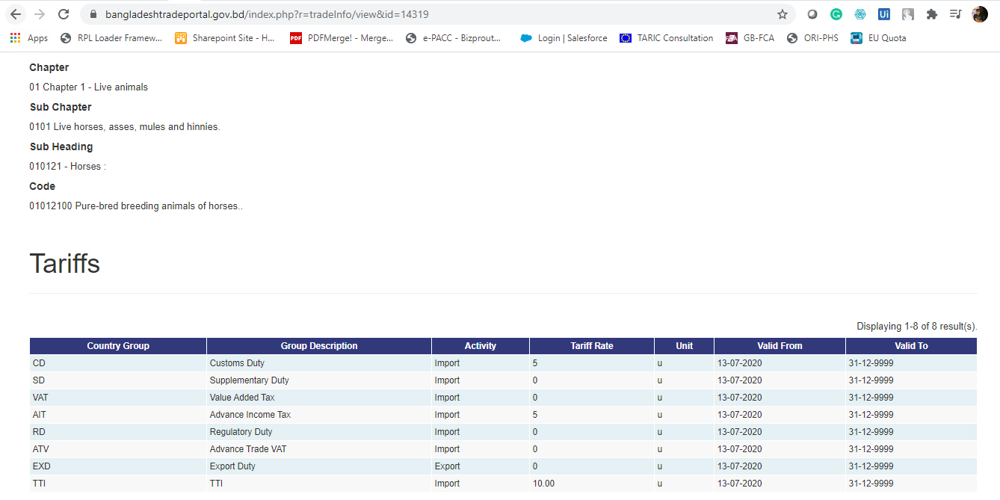 bangladeshtradeportal.gov.bd/index.php?r=tradeInfo/view&id=14319
Apps RPL Loader Framew... Sharepoint Site - H... PDF PDFMerge! - Merge... e-PACC - Bizprout... Login | Salesforce TARIC Consultation FCA GB-FCA ORI-PHS EU Quota
Chapter
01 Chapter 1 - Live animals
Sub Chapter
0101 Live horses, asses, mules and hinnies.
Sub Heading
010121 - Horses :
Code
01012100 Pure-bred breeding animals of horses..
Tariffs
Displaying 1-8 of 8 result(s).
Country Group Group Description Activity Tariff Rate Unit Valid From Valid To
CD Customs Duty Import 5 u 13-07-2020 31-12-9999
SD Supplementary Duty Import 0 u 13-07-2020 31-12-9999
VAT Value Added Tax Import 0 u 13-07-2020 31-12-9999
AIT Advance Income Tax Import 5 u 13-07-2020 31-12-9999
RD Regulatory Duty Import 0 u 13-07-2020 31-12-9999
ATV Advance Trade VAT Import 0 u 13-07-2020 31-12-9999
EXD Export Duty Export 0 u 13-07-2020 31-12-9999
TTI TTI Import 10.00 u 13-07-2020 31-12-9999